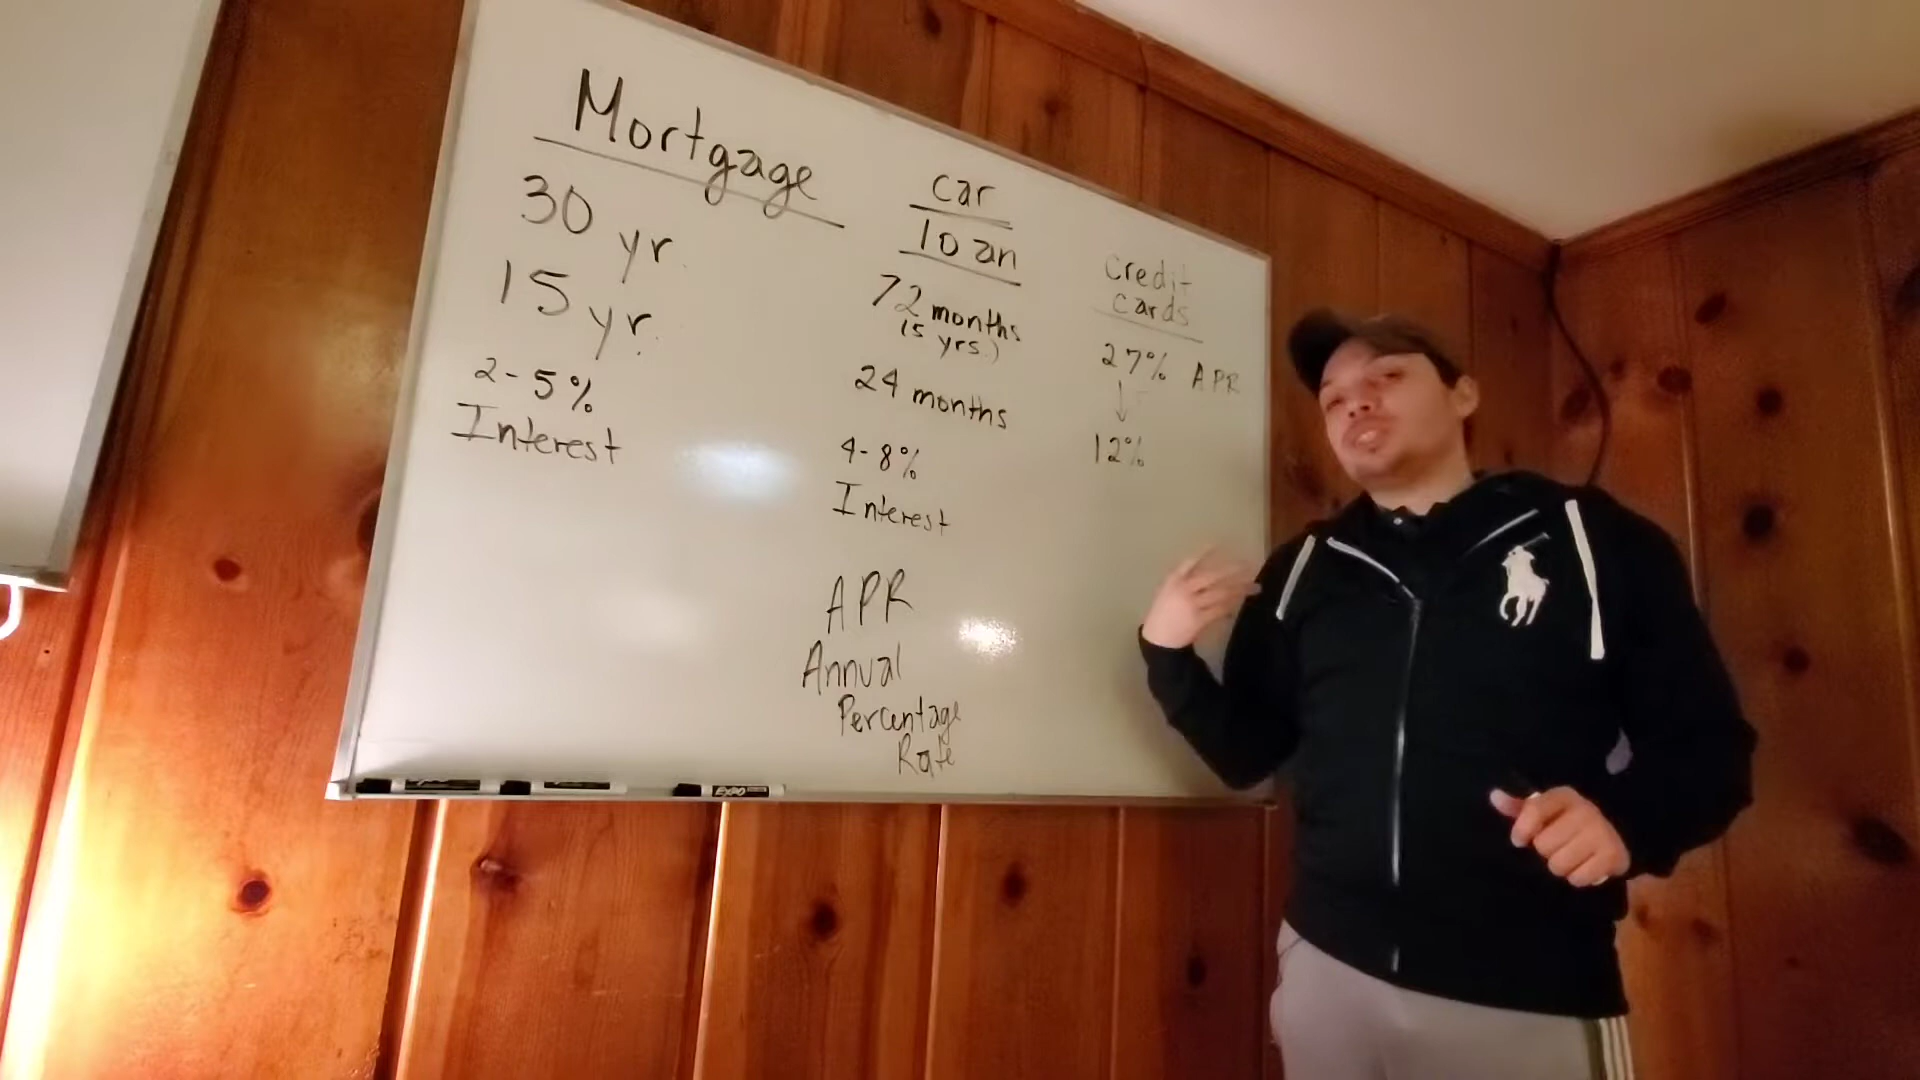 Mortgage
30 yr.
15 yr.
2-5%
Interest
car
loan
72 months
(5 yrs.)
24 months
4-8%
Interest
credit
cards
27% APR
12%
APR
Annual
Percentage
Rate
EXPO